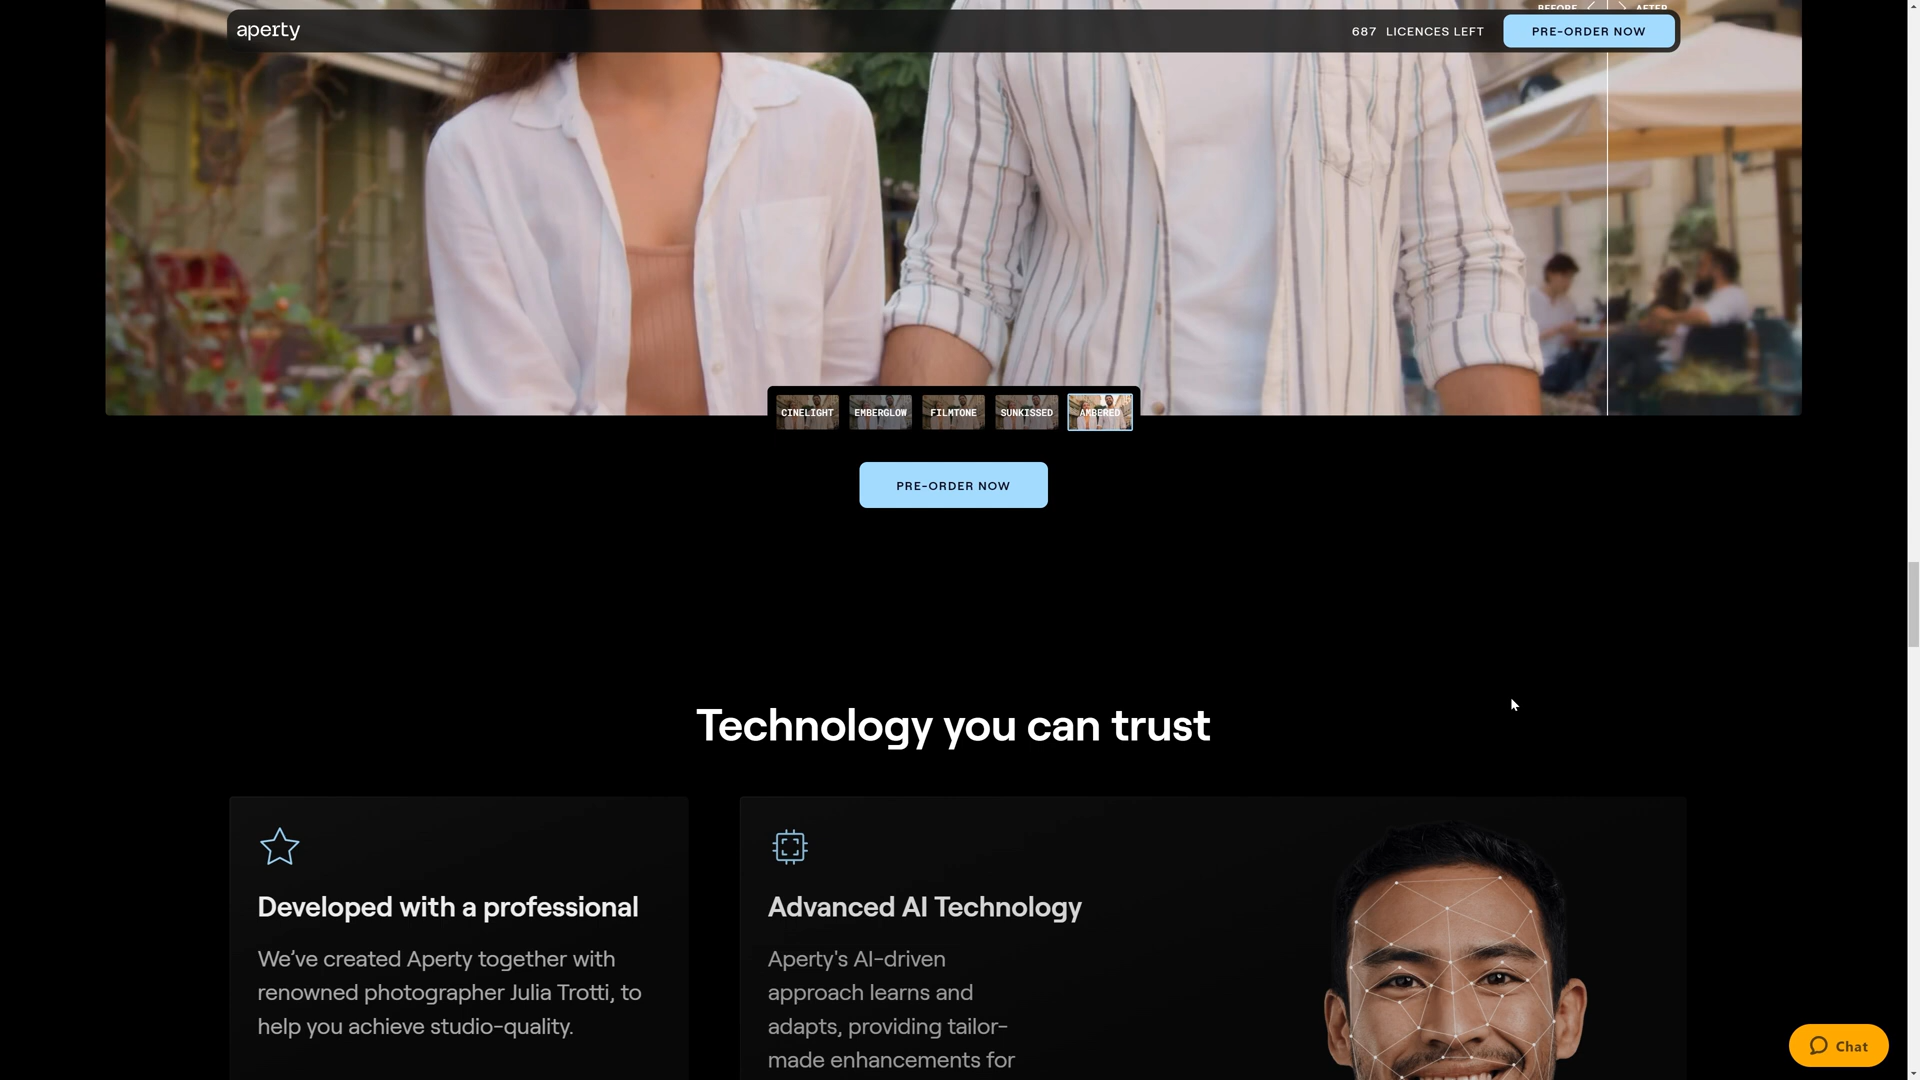 BEFORE AFTER
aperty
687 LICENCES LEFT
PRE-ORDER NOW
CINELIGHT EMBERGLOW FILMTONE SUNKISSED AMBERED
PRE-ORDER NOW
Technology you can trust
Developed with a professional
We’ve created Aperty together with
renowned photographer Julia Trotti, to
help you achieve studio-quality.
Advanced AI Technology
Aperty's AI-driven
approach learns and
adapts, providing tailor-
made enhancements for
Chat